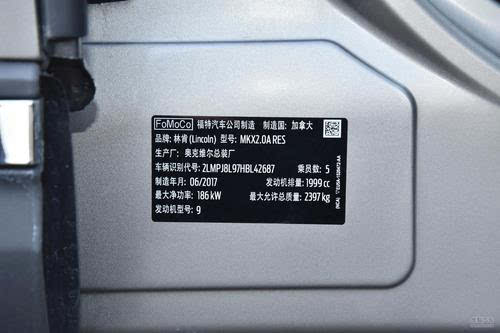 FoMoCo 福特汽车公司制造 制造国: 加拿大
品牌: 林肯(Lincoln) 型号: MKX2.0A RES
生产厂: 奥克维尔总装厂
车辆识别代号: 2LMPJ8L97HBL42687 乘员数: 5
制造年月: 06/2017 发动机排量: 1999 cc
最大净功率: 186 kW 最大允许总质量: 2397 kg
发动机型号: 9
(NCA)